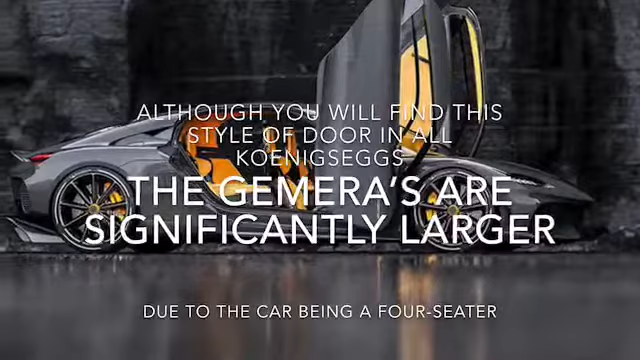 ALTHOUGH YOU WILL FIND THIS
STYLE OF DOOR IN ALL
KOENIGSEGGS
THE GEMERA'S ARE
SIGNIFICANTLY LARGER
DUE TO THE CAR BEING A FOUR-SEATER